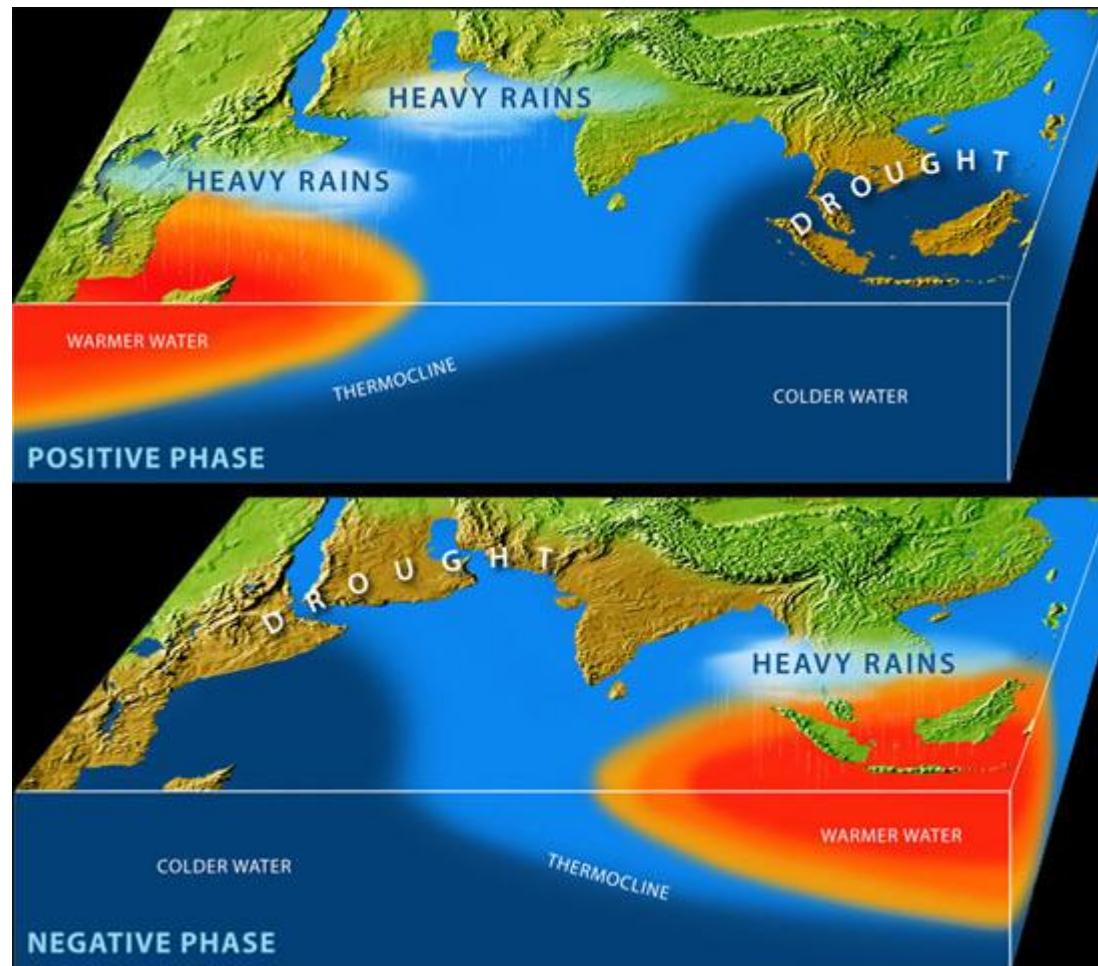 HEAVY RAINS
HEAVY RAINS
DROUGHT
WARMER WATER
THERMOCLINE
COLDER WATER
POSITIVE PHASE
DROUGHT
HEAVY RAINS
WARMER WATER
COLDER WATER
THERMOCLINE
NEGATIVE PHASE